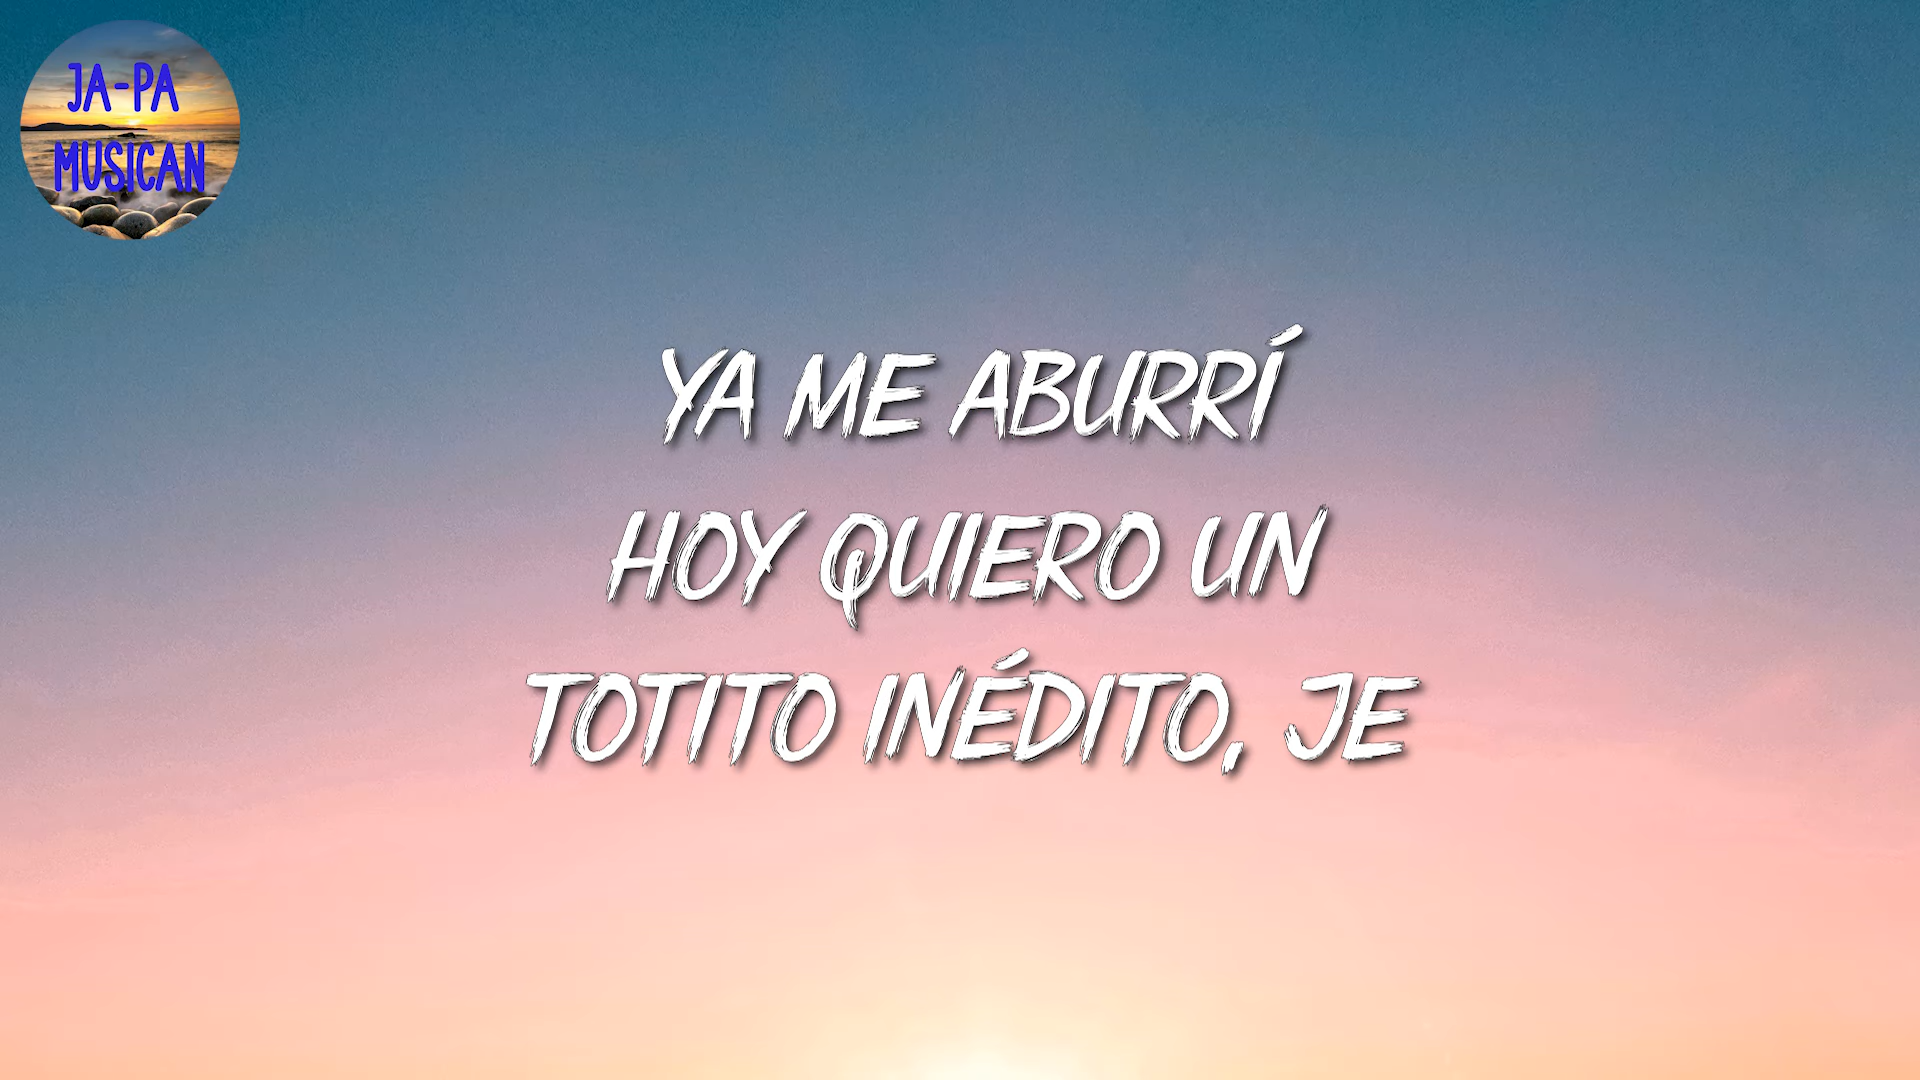 JA-PA
MUSICAN
YA ME ABURRÍ
HOY QUIERO UN
TOTITO INÉDITO, JE